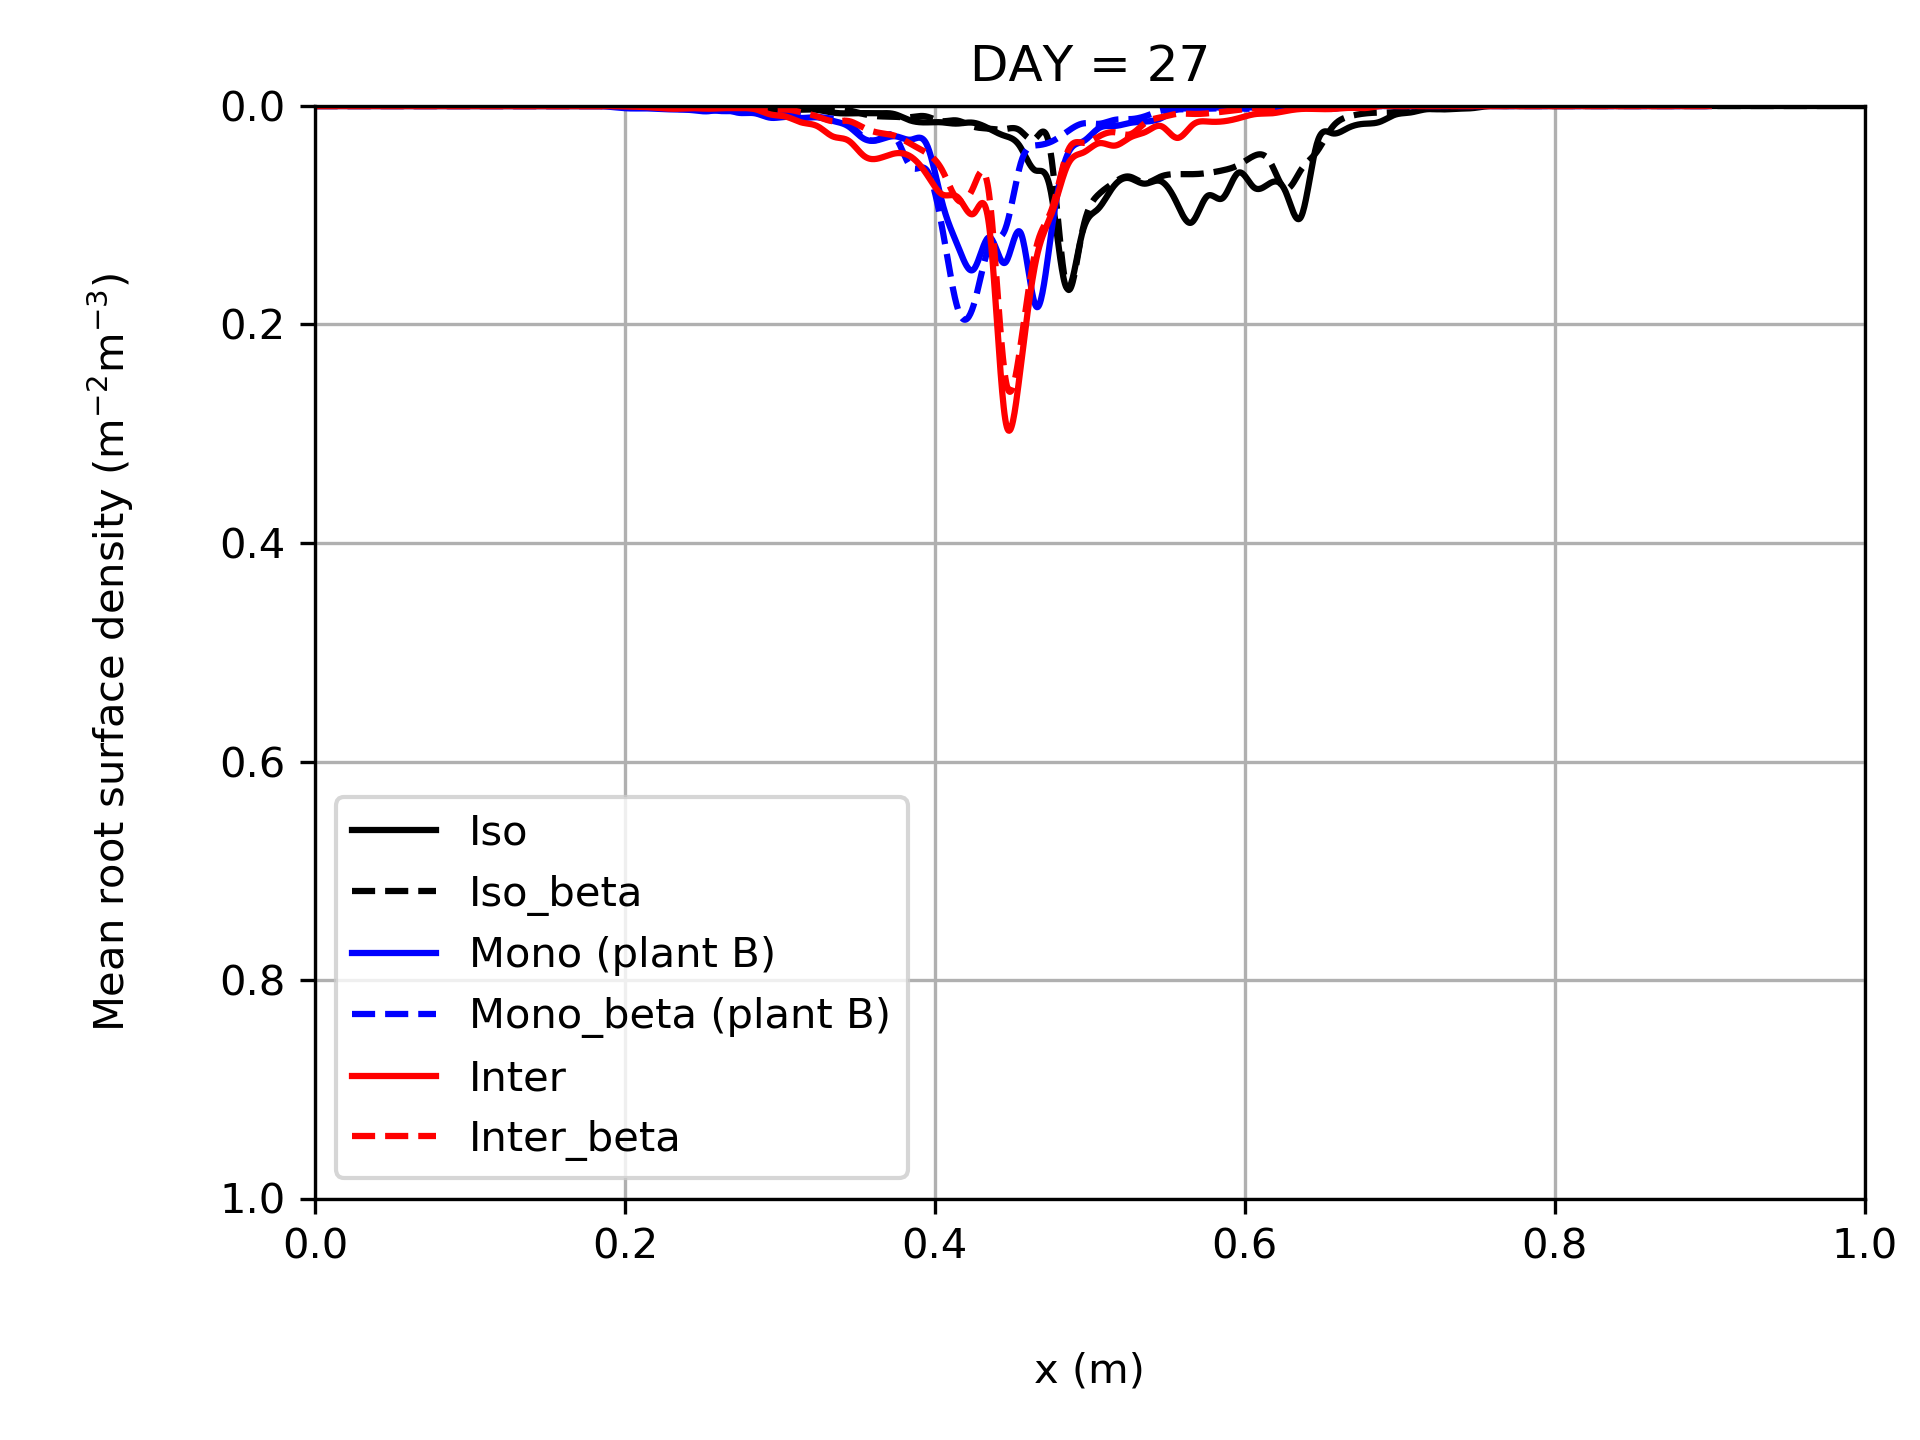 DAY = 27
0.0
0.2
0.4
0.6
0.8
1.0
Mean root surface density (m⁻²m⁻³)
Iso
Iso_beta
Mono (plant B)
Mono_beta (plant B)
Inter
Inter_beta
0.0 0.2 0.4 0.6 0.8 1.0
x (m)